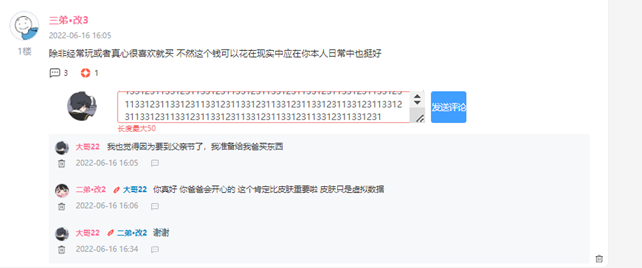 三弟•改3
2022-06-16 16:05
1楼
除非经常玩或者真心很喜欢就买 不然这个钱可以花在现实中应在你本人日常中也挺好
3 1
发送评论
长度最大50
大哥22 我也觉得因为要到父亲节了，我准备给我爸买东西
2022-06-16 16:05
二弟•改2 大哥22 你真好 你爸爸会开心的 这个肯定比皮肤重要啦 皮肤只是虚拟数据
2022-06-16 16:06
大哥22 二弟•改2 谢谢
2022-06-16 16:34